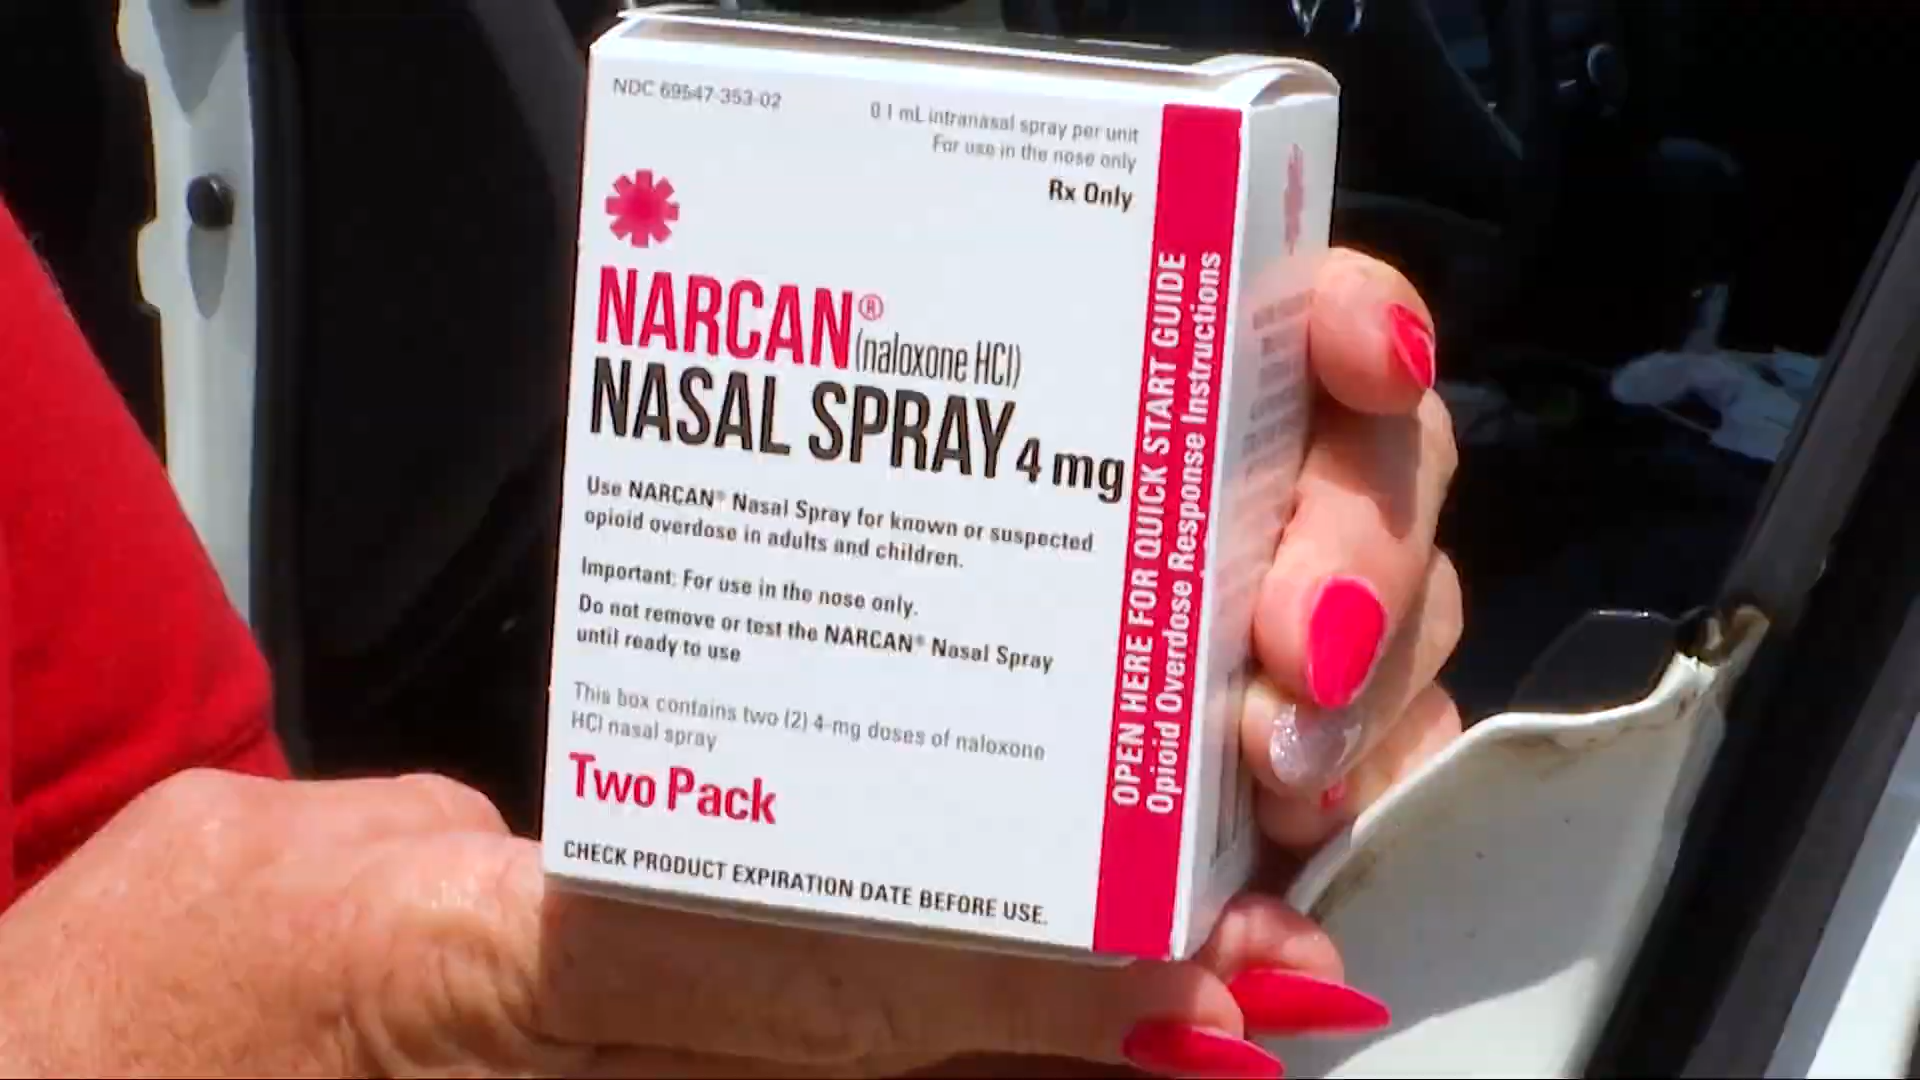 NDC 69547-353-02
0.1 mL intranasal spray per unit
For use in the nose only
Rx Only
NARCAN®
(naloxone HCl)
NASAL SPRAY 4 mg
Use NARCAN® Nasal Spray for known or suspected
opioid overdose in adults and children.
Important: For use in the nose only.
Do not remove or test the NARCAN® Nasal Spray
until ready to use
This box contains two (2) 4-mg doses of naloxone
HCl nasal spray
Two Pack
CHECK PRODUCT EXPIRATION DATE BEFORE USE.
OPEN HERE FOR QUICK START GUIDE
Opioid Overdose Response Instructions